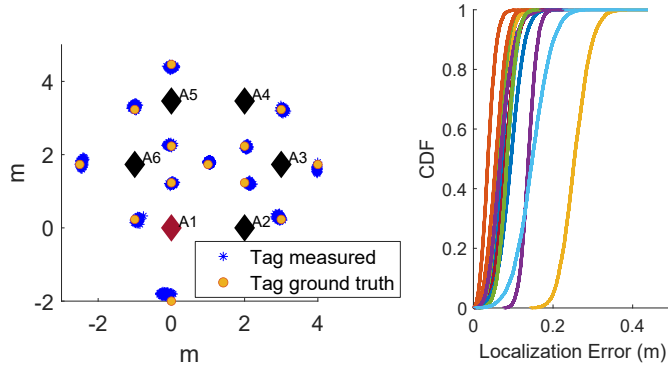 4
2
0
-2
m
-2
0
2
4
m
A5
A4
A6
A3
A1
A2
Tag measured
Tag ground truth
1
0.8
0.6
0.4
0.2
0
CDF
0
0.2
0.4
Localization Error (m)